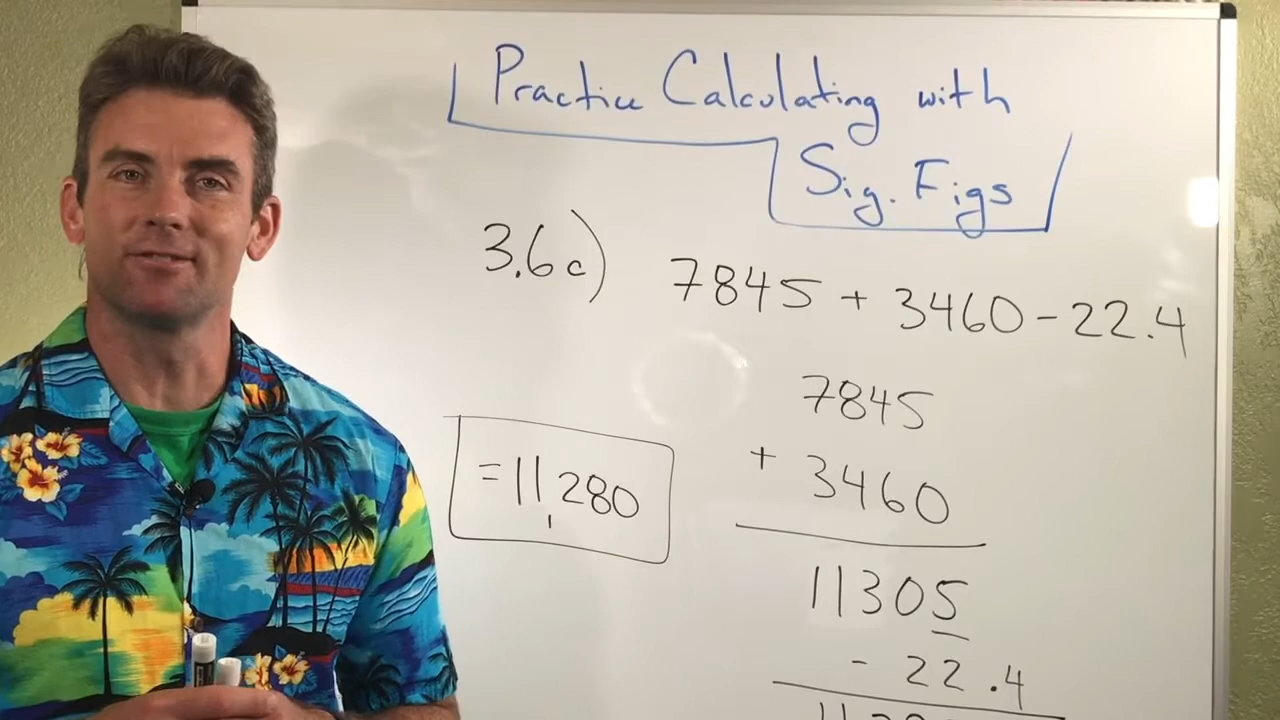 Practice Calculating with
Sig. Figs
3.6c) 7845 + 3460 - 22.4
7845
+ 3460
= 11,280
11305
- 22.4